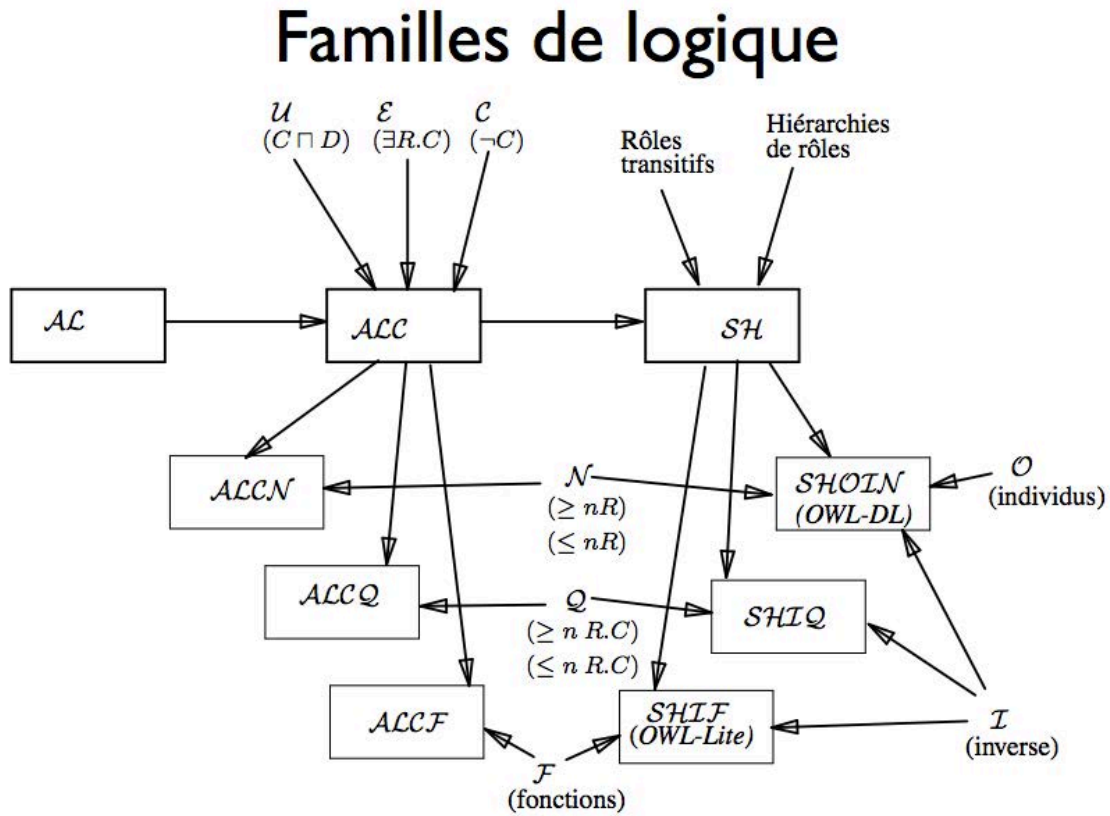 Familles de logique
𝒰
(C ⊓ D)
ℰ
(∃R.C)
𝒞
(¬C)
Rôles
transitifs
Hiérarchies
de rôles
𝒜ℒ
𝒜ℒ𝒞
𝒮ℋ
𝒜ℒ𝒞𝒩
𝒩
(≥ nR)
(≤ nR)
𝒮ℋ𝒪ℐ𝒩
(OWL-DL)
𝒪
(individus)
𝒜ℒ𝒞𝒬
𝒬
(≥ n R.C)
(≤ n R.C)
𝒮ℋℐ𝒬
𝒜ℒ𝒞ℱ
𝒮ℋℐℱ
(OWL-Lite)
ℐ
(inverse)
ℱ
(fonctions)